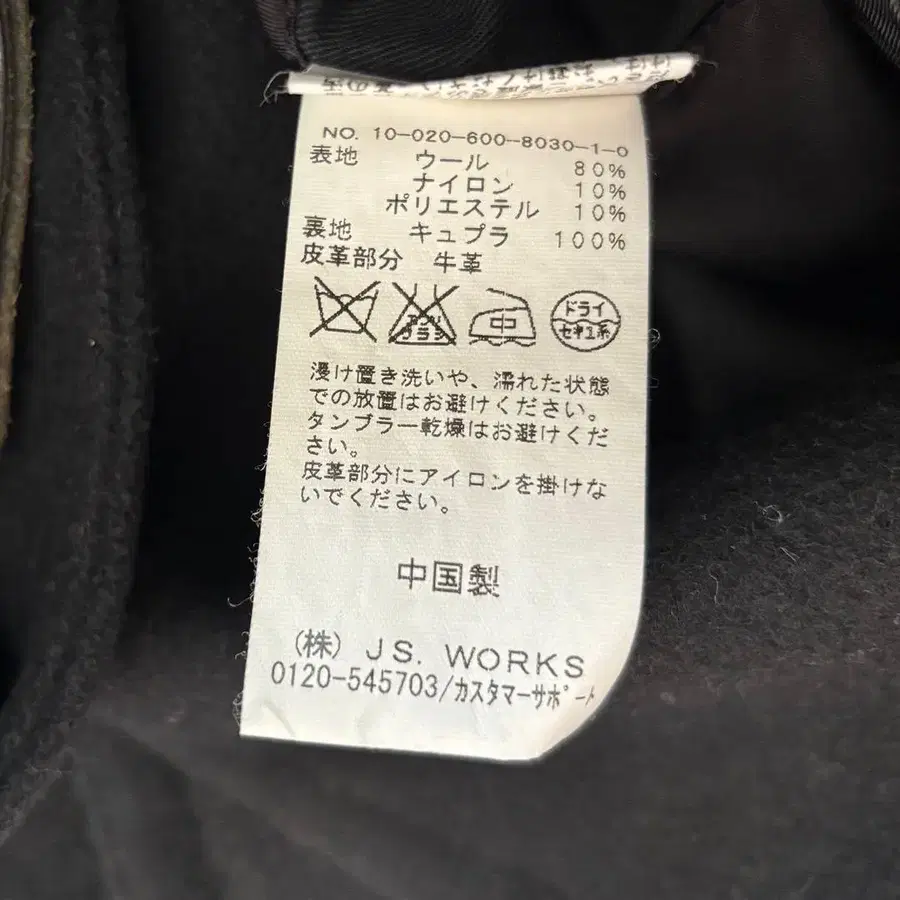 NO. 10-020-600-8030-1-0
表地 ウール 80%
ナイロン 10%
ポリエステル 10%
裏地 キュプラ 100%
皮革部分 牛革
中 ドライ
セキユ系
浸け置き洗いや、濡れた状態
での放置はお避けください。
タンブラー乾燥はお避けくだ
さい。
皮革部分にアイロンを掛けな
いでください。
中国製
(株) JS. WORKS
0120-545703/カスタマーサポート